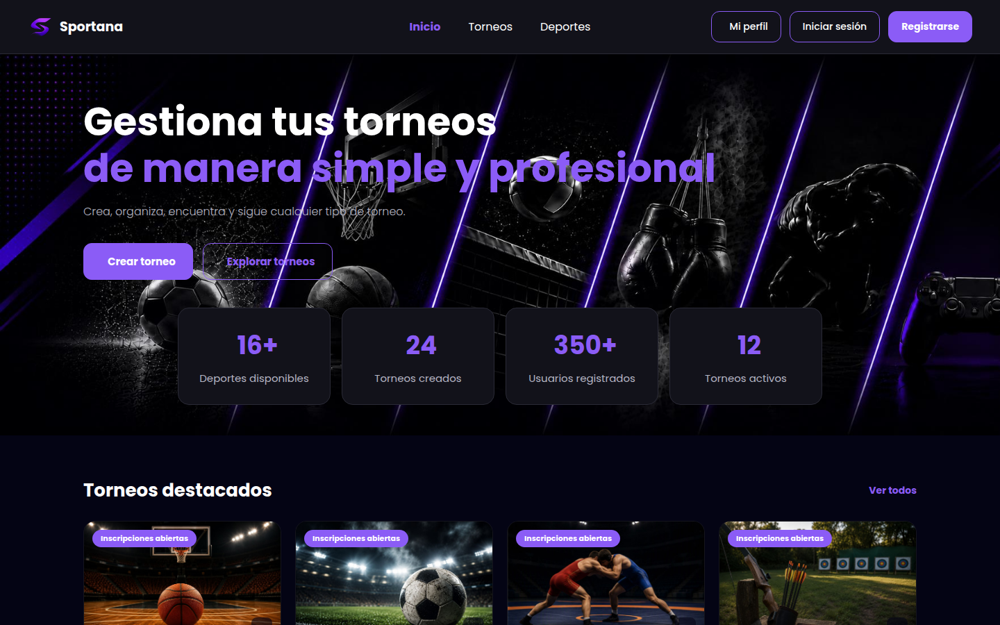 Sportana
Inicio
Torneos
Deportes
Mi perfil
Iniciar sesión
Registrarse
Gestiona tus torneos
de manera simple y profesional
Crea, organiza, encuentra y sigue cualquier tipo de torneo.
Crear torneo
Explorar torneos
16+
Deportes disponibles
24
Torneos creados
350+
Usuarios registrados
12
Torneos activos
Torneos destacados
Ver todos
Inscripciones abiertas
Inscripciones abiertas
Inscripciones abiertas
Inscripciones abiertas